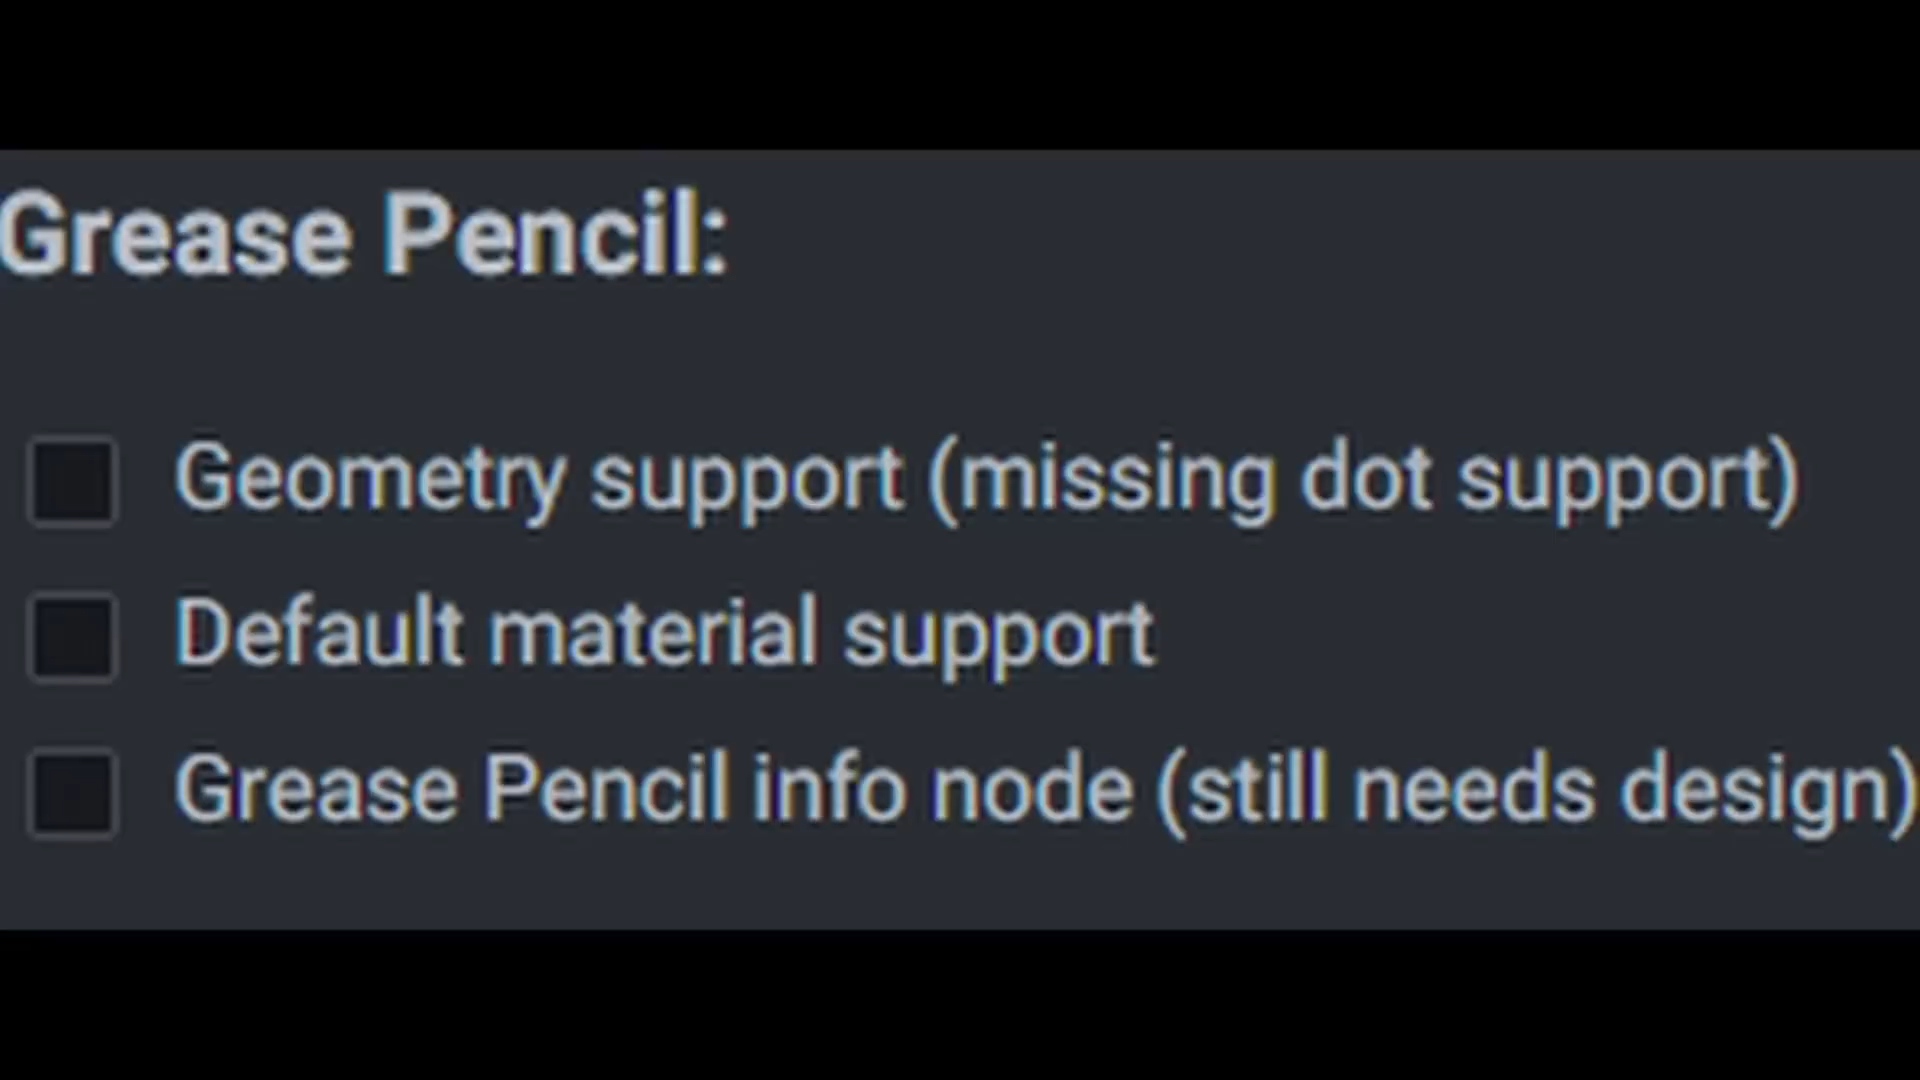 Grease Pencil:
Geometry support (missing dot support)
Default material support
Grease Pencil info node (still needs design)